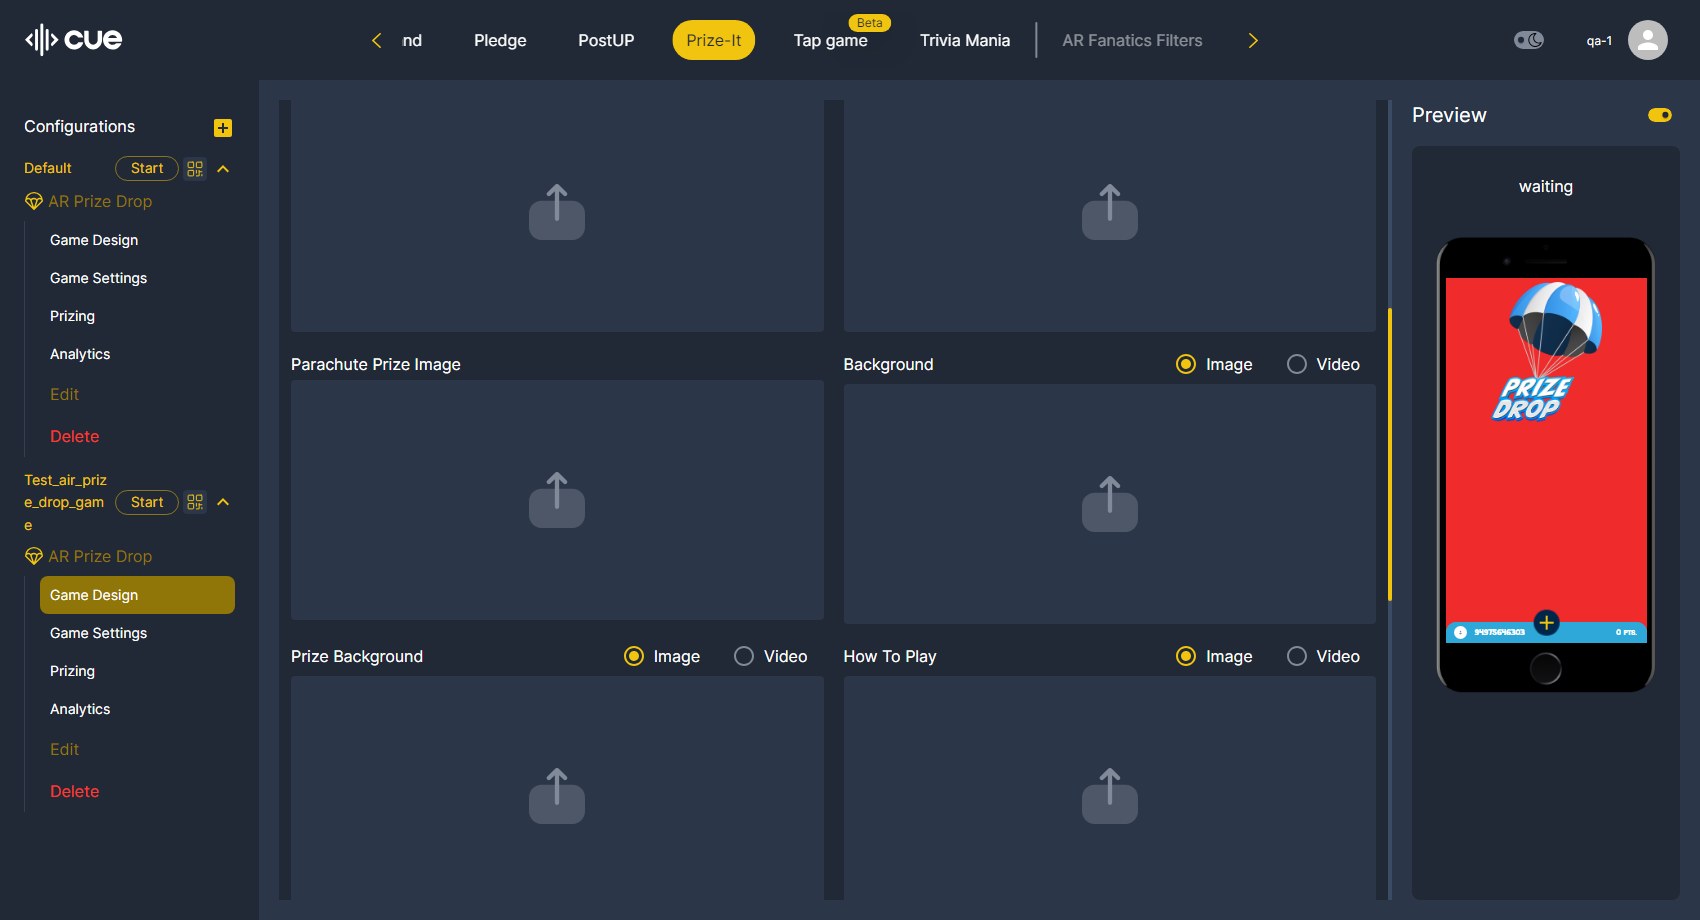 cue
nd
Pledge
PostUP
Prize-It
Beta
Tap game
Trivia Mania
AR Fanatics Filters
qa-1
Configurations
Default
Start
AR Prize Drop
Game Design
Game Settings
Prizing
Analytics
Edit
Delete
Test_air_priz
e_drop_gam
e
Start
AR Prize Drop
Game Design
Game Settings
Prizing
Analytics
Edit
Delete
Parachute Prize Image
Background
Image
Video
Prize Background
Image
Video
How To Play
Image
Video
Preview
waiting
PRIZE
DROP
94975646303
0 PTS.